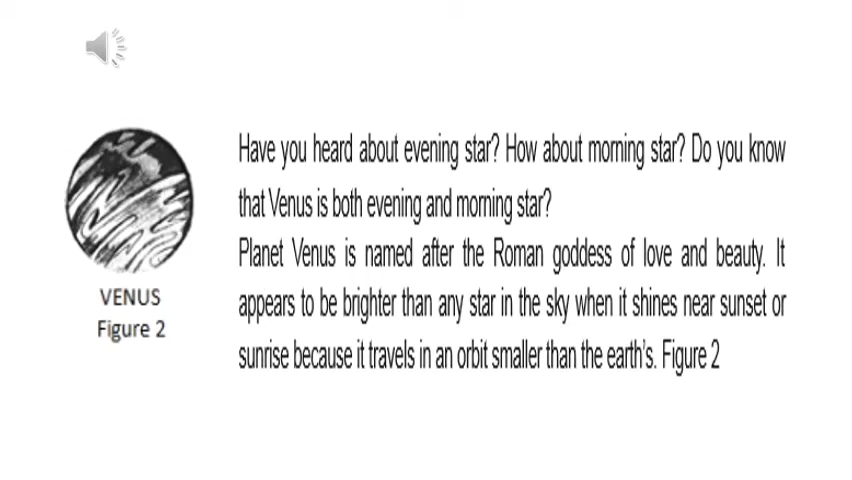 Have you heard about evening star? How about morning star? Do you know
that Venus is both evening and morning star?
Planet Venus is named after the Roman goddess of love and beauty. It
appears to be brighter than any star in the sky when it shines near sunset or
sunrise because it travels in an orbit smaller than the earth's. Figure 2
VENUS
Figure 2